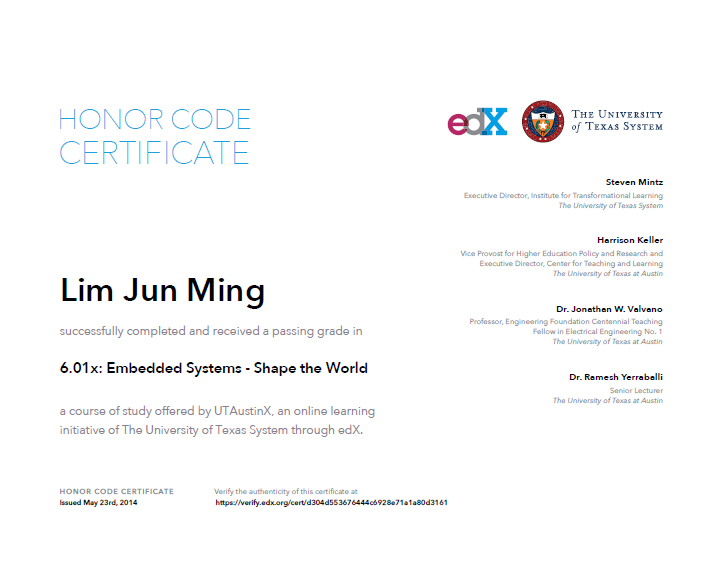 HONOR CODE
CERTIFICATE
edX
THE UNIVERSITY
of TEXAS SYSTEM
Steven Mintz
Executive Director, Institute for Transformational Learning
The University of Texas System
Harrison Keller
Vice Provost for Higher Education Policy and Research and
Executive Director, Center for Teaching and Learning
The University of Texas at Austin
Lim Jun Ming
successfully completed and received a passing grade in
6.01x: Embedded Systems - Shape the World
a course of study offered by UTAustinX, an online learning
initiative of The University of Texas System through edX.
Dr. Jonathan W. Valvano
Professor, Engineering Foundation Centennial Teaching
Fellow in Electrical Engineering No. 1
The University of Texas at Austin
Dr. Ramesh Yerraballi
Senior Lecturer
The University of Texas at Austin
HONOR CODE CERTIFICATE
Issued May 23rd, 2014
Verify the authenticity of this certificate at
https://verify.edx.org/cert/d304d553676444c6928e71a1a80d3161